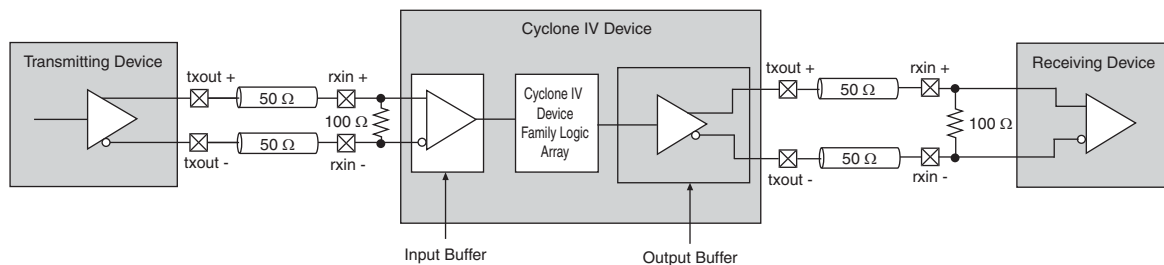 Cyclone IV Device
Transmitting Device
txout +
rxin +
txout +
rxin +
Receiving Device
50 Ω
50 Ω
Cyclone IV
Device
Family Logic
Array
100 Ω
100 Ω
50 Ω
50 Ω
txout -
rxin -
txout -
rxin -
Input Buffer
Output Buffer